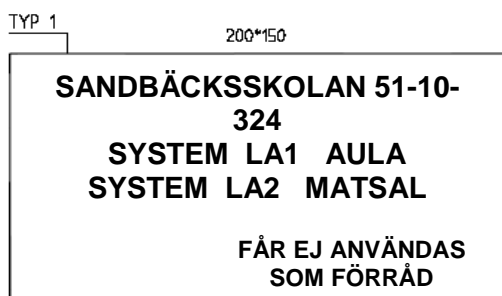 TYP 1
200*150
SANDBÄCKSSKOLAN 51-10-
324
SYSTEM LA1 AULA
SYSTEM LA2 MATSAL
FÅR EJ ANVÄNDAS
SOM FÖRRÅD